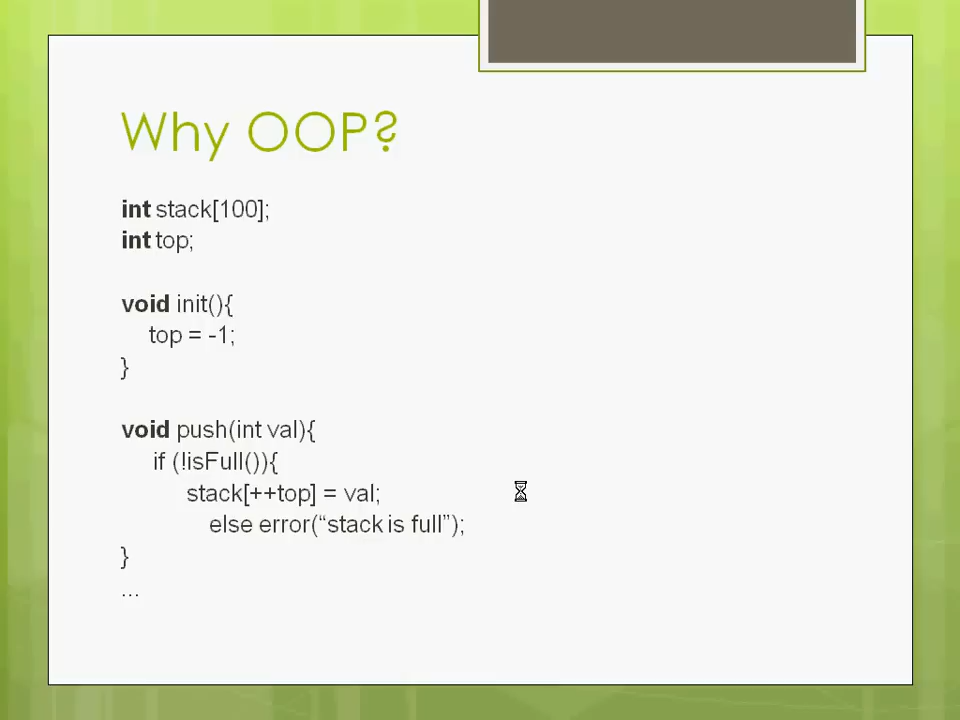 Why OOP?
int stack[100];
int top;
void init(){
top = -1;
}
void push(int val){
if (!isFull()){
stack[++top] = val;
else error(“stack is full”);
}
...